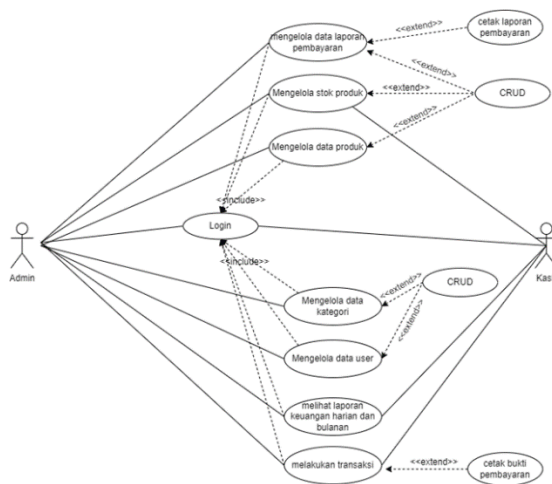 mengelola data laporan
pembayaran
<<extend>>
cetak laporan
pembayaran
<<extend>>
Mengelola stok produk
<<extend>>
CRUD
<<extend>>
Mengelola data produk
<<include>>
Login
Admin
Kas
<<include>>
Mengelola data
kategori
<<extend>>
CRUD
<<extend>>
Mengelola data user
melihat laporan
keuangan harian dan
bulanan
melakukan transaksi
<<extend>>
cetak bukti
pembayaran